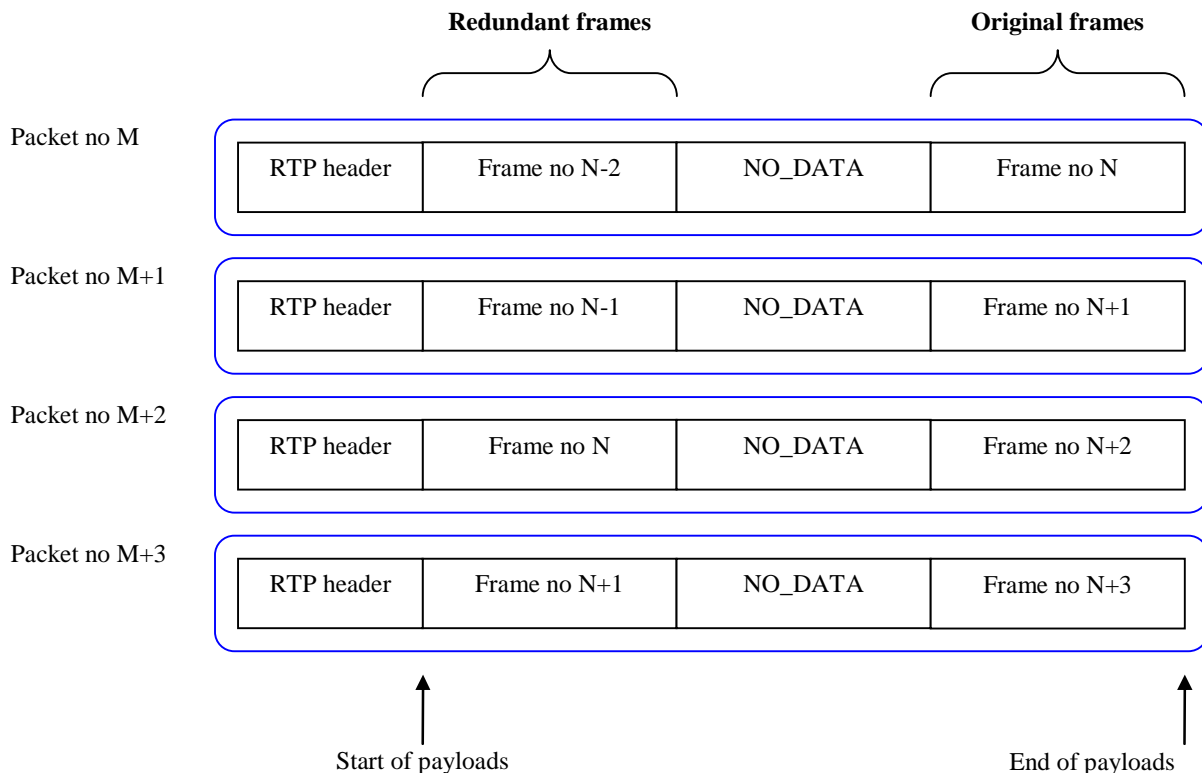 Redundant frames Original frames
Packet no M
RTP header Frame no N-2 NO_DATA Frame no N
Packet no M+1
RTP header Frame no N-1 NO_DATA Frame no N+1
Packet no M+2
RTP header Frame no N NO_DATA Frame no N+2
Packet no M+3
RTP header Frame no N+1 NO_DATA Frame no N+3
Start of payloads End of payloads